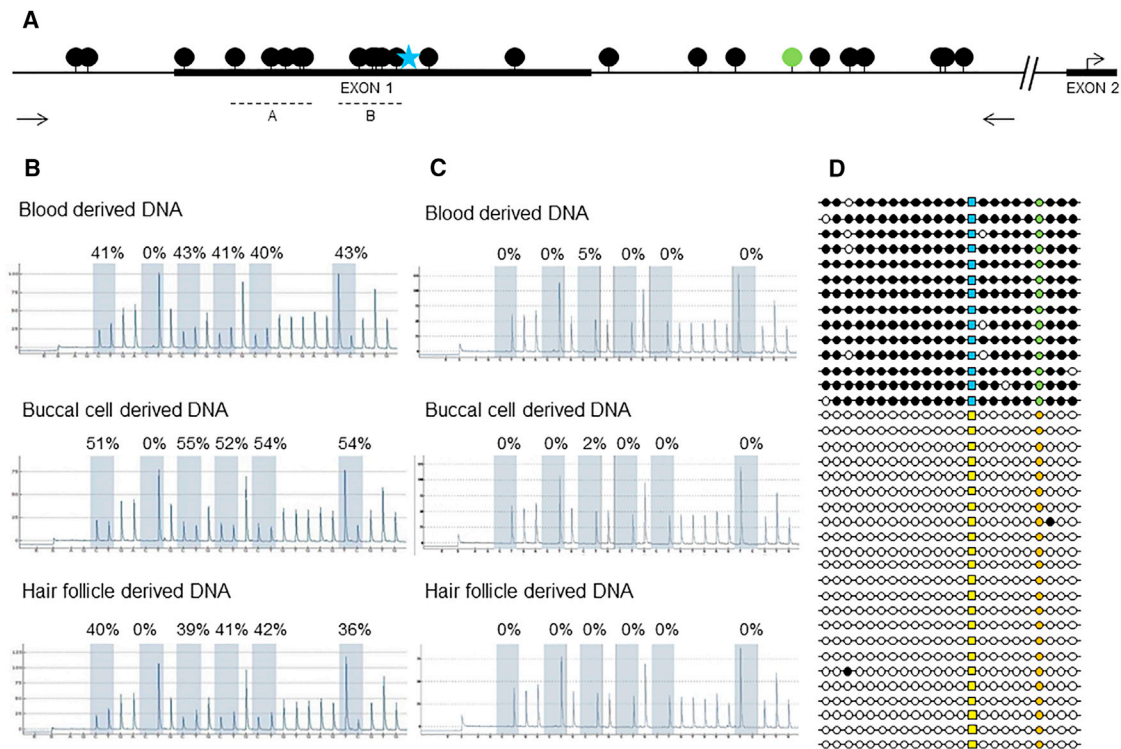 A
EXON 1
EXON 2
A
B
B
C
D
Blood derived DNA
41% 0% 43% 41% 40% 43%
Buccal cell derived DNA
51% 0% 55% 52% 54% 54%
Hair follicle derived DNA
40% 0% 39% 41% 42% 36%
Blood derived DNA
0% 0% 5% 0% 0% 0%
Buccal cell derived DNA
0% 0% 2% 0% 0% 0%
Hair follicle derived DNA
0% 0% 0% 0% 0% 0%